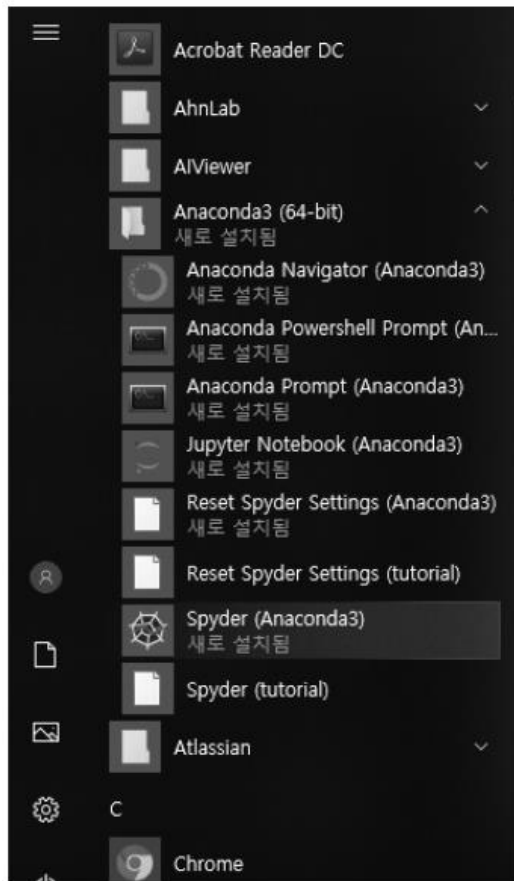 Acrobat Reader DC
AhnLab
AIViewer
Anaconda3 (64-bit)
새로 설치됨
Anaconda Navigator (Anaconda3)
새로 설치됨
Anaconda Powershell Prompt (An...
새로 설치됨
Anaconda Prompt (Anaconda3)
새로 설치됨
Jupyter Notebook (Anaconda3)
새로 설치됨
Reset Spyder Settings (Anaconda3)
새로 설치됨
Reset Spyder Settings (tutorial)
Spyder (Anaconda3)
새로 설치됨
Spyder (tutorial)
Atlassian
C
Chrome